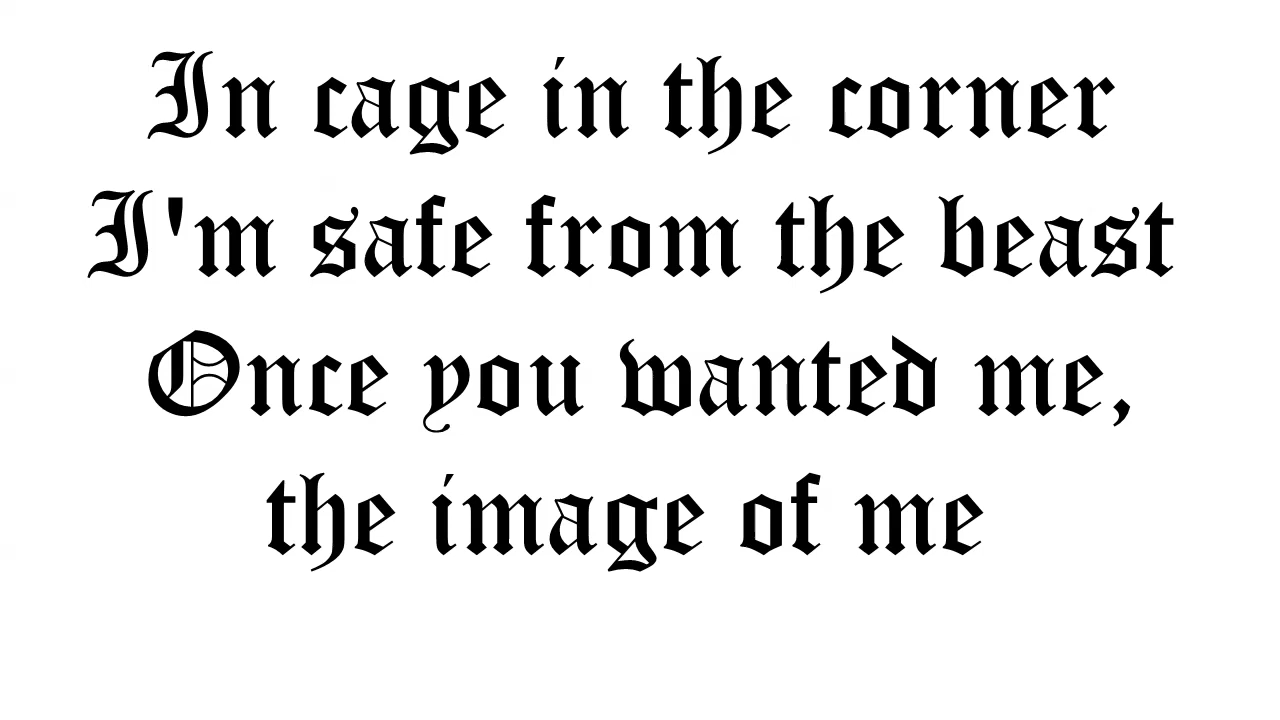 In cage in the corner
I'm safe from the beast
Once you wanted me,
the image of me